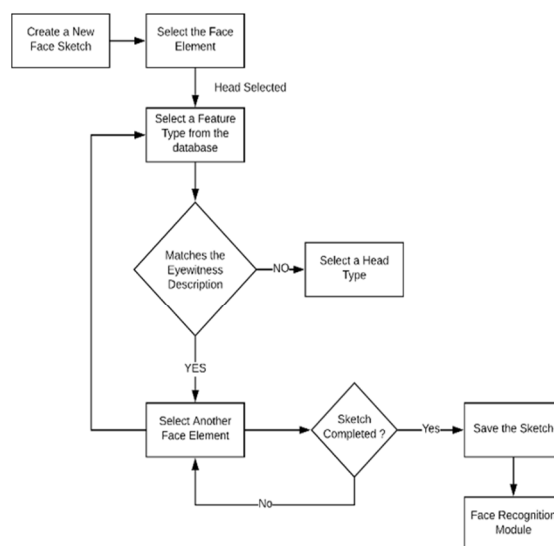 Create a New
Face Sketch
Select the Face
Element
Head Selected
Select a Feature
Type from the
database
Matches the
Eyewitness
Description
NO
Select a Head
Type
YES
Select Another
Face Element
Sketch
Completed ?
Yes
Save the Sketch
No
Face Recognition
Module